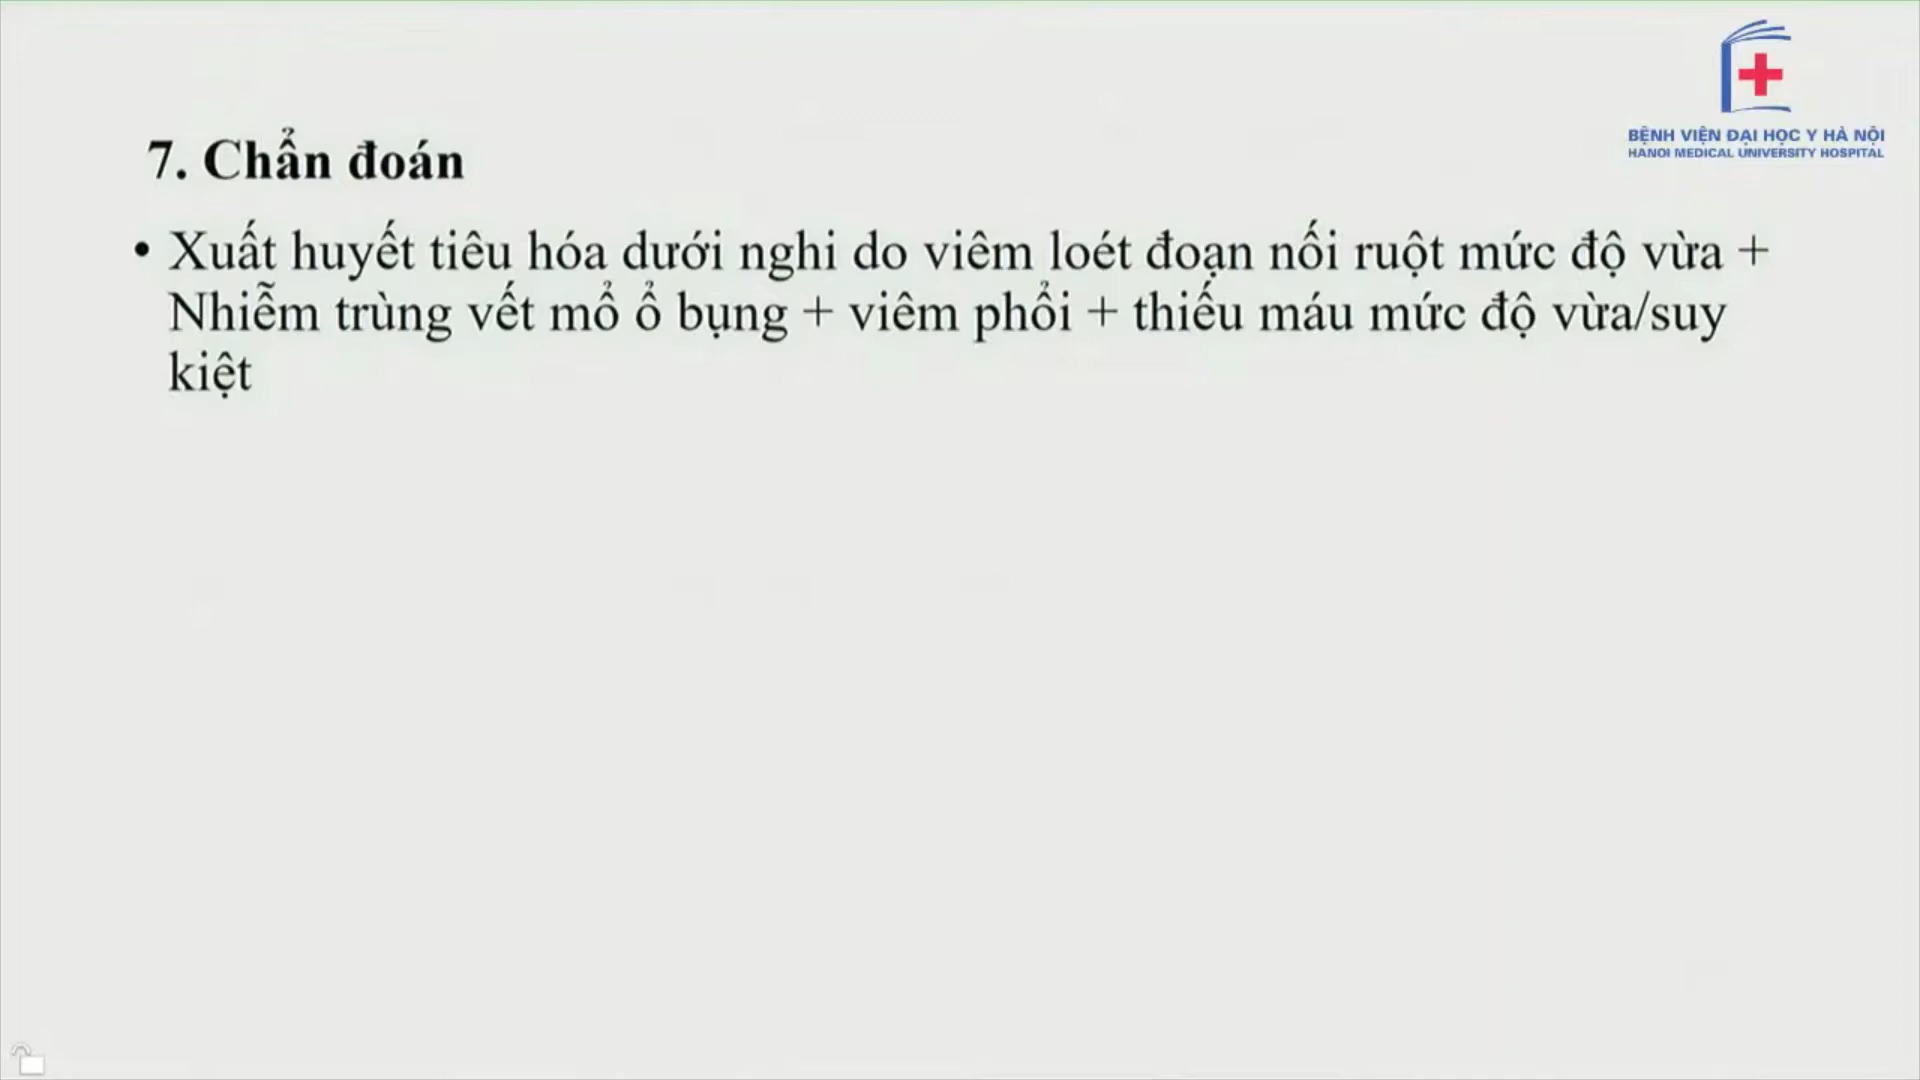 BỆNH VIỆN ĐẠI HỌC Y HÀ NỘI
HANOI MEDICAL UNIVERSITY HOSPITAL
7. Chẩn đoán
• Xuất huyết tiêu hóa dưới nghi do viêm loét đoạn nối ruột mức độ vừa +
Nhiễm trùng vết mổ ổ bụng + viêm phổi + thiếu máu mức độ vừa/suy
kiệt